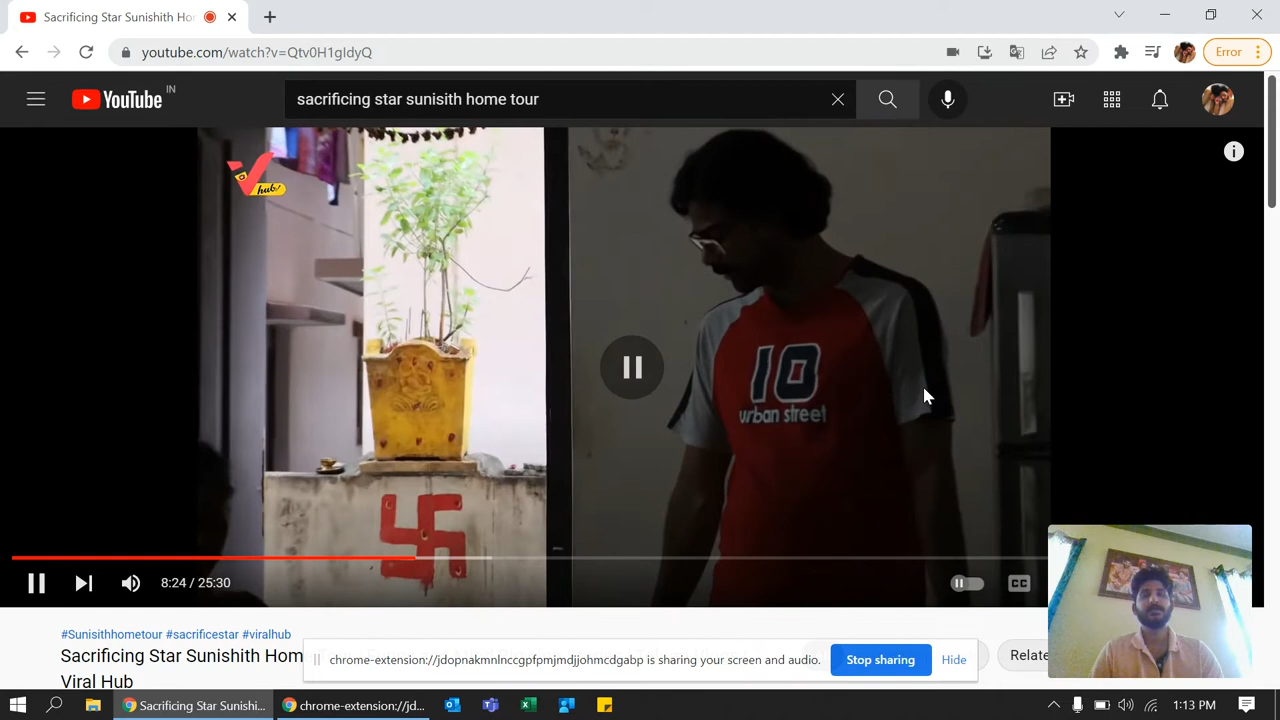 Sacrificing Star Sunishith Ho
youtube.com/watch?v=Qtv0H1gIdyQ
Error
YouTube
IN
sacrificing star sunisith home tour
V
hub
10
urban street
8:24 / 25:30
CC
#Sunisithhometour #sacrificestar #viralhub
Sacrificing Star Sunishith Hom
Viral Hub
chrome-extension://jdopnakmnlnccgpfpmjmdjjohmcdgabp is sharing your screen and audio.
Stop sharing
Hide
Relate
Sacrificing Star Sunishi...
chrome-extension://jd...
1:13 PM